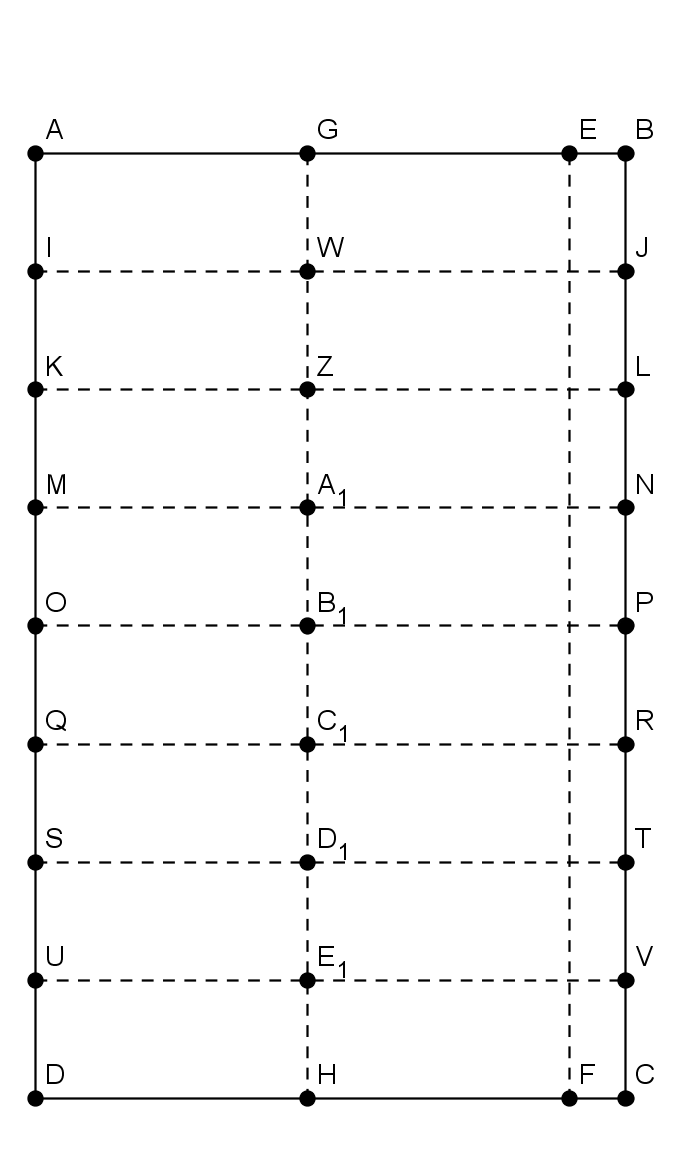 A G E B
I W J
K Z L
M A₁ N
O B₁ P
Q C₁ R
S D₁ T
U E₁ V
D H F C